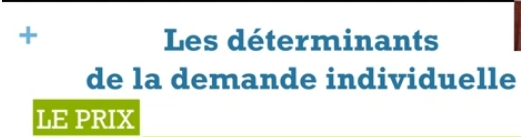 +
Les déterminants
de la demande individuelle
LE PRIX